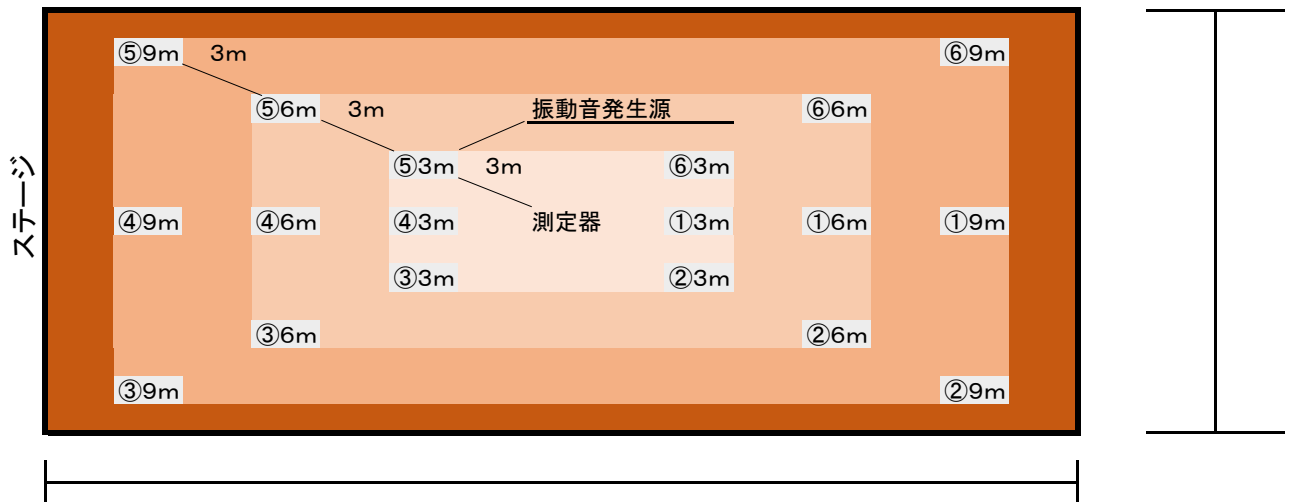 ⑤9m 3m ⑥9m
⑤6m 3m 振動音発生源 ⑥6m
⑤3m 3m ⑥3m
ステージ
④9m ④6m ④3m 測定器 ①3m ①6m ①9m
③3m ②3m
③6m ②6m
③9m ②9m